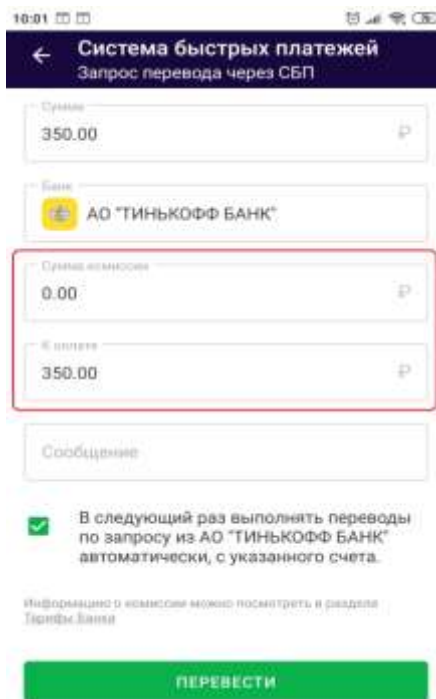 10:01
Система быстрых платежей
Запрос перевода через СБП
Сумма
350.00 ₽
Банк
АО "ТИНЬКОФФ БАНК"
Сумма комиссии
0.00 ₽
К оплате
350.00 ₽
Сообщение
В следующий раз выполнять переводы
по запросу из АО "ТИНЬКОФФ БАНК"
автоматически, с указанного счета.
Информацию о комиссии можно посмотреть в разделе
Тарифы Банка
ПЕРЕВЕСТИ